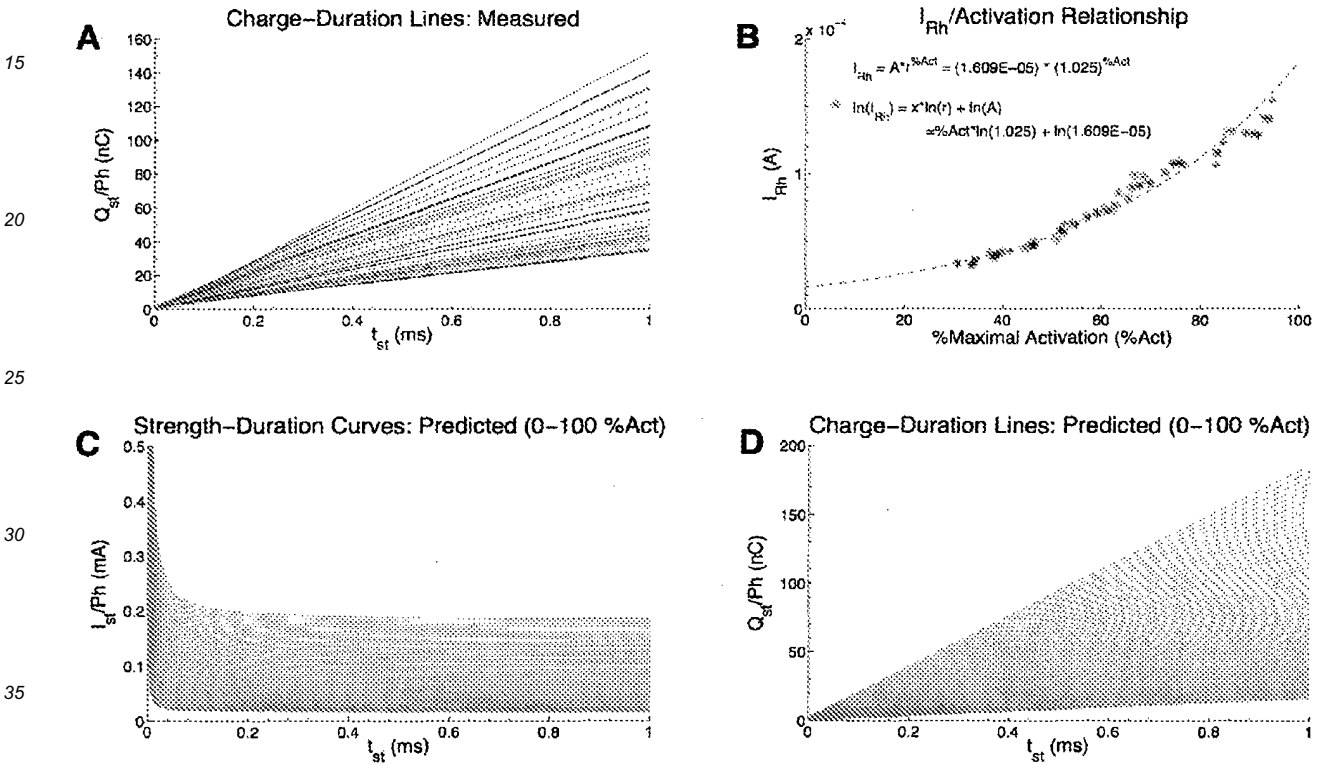 A
Charge-Duration Lines: Measured
160
140
120
100
80
60
40
20
0
Q_st/Ph (nC)
0 0.2 0.4 0.6 0.8 1
t_st (ms)
B
I_Rh/Activation Relationship
2 x 10⁻⁴
I_Rh = A*r^%Act = (1.609E-05) * (1.025)^%Act
ln(I_Rh) = x*ln(r) + ln(A)
=%Act*ln(1.025) + ln(1.609E-05)
1
0
I_Rh (A)
0 20 40 60 80 100
%Maximal Activation (%Act)
C
Strength-Duration Curves: Predicted (0-100 %Act)
0.5
0.4
0.3
0.2
0.1
0
I_st/Ph (mA)
0 0.2 0.4 0.6 0.8 1
t_st (ms)
D
Charge-Duration Lines: Predicted (0-100 %Act)
200
150
100
50
0
Q_st/Ph (nC)
0 0.2 0.4 0.6 0.8 1
t_st (ms)
15
20
25
30
35